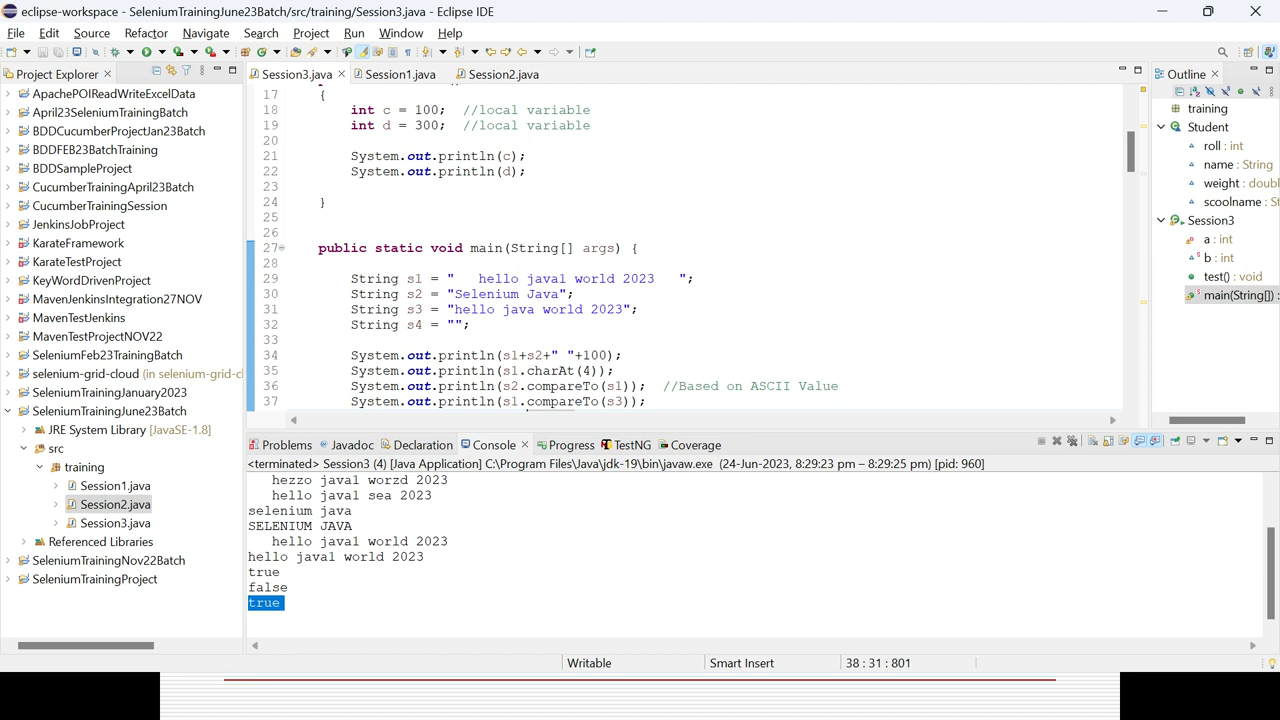 eclipse-workspace - SeleniumTrainingJune23Batch/src/training/Session3.java - Eclipse IDE
File Edit Source Refactor Navigate Search Project Run Window Help
Project Explorer
ApachePOIReadWriteExcelData
April23SeleniumTrainingBatch
BDDCucumberProjectJan23Batch
BDDFEB23BatchTraining
BDDSampleProject
CucumberTrainingApril23Batch
CucumberTrainingSession
JenkinsJobProject
KarateFramework
KarateTestProject
KeyWordDrivenProject
MavenJenkinsIntegration27NOV
MavenTestJenkins
MavenTestProjectNOV22
SeleniumFeb23TrainingBatch
selenium-grid-cloud (in selenium-grid-c
SeleniumTrainingJanuary2023
SeleniumTrainingJune23Batch
JRE System Library [JavaSE-1.8]
src
training
Session1.java
Session2.java
Session3.java
Referenced Libraries
SeleniumTrainingNov22Batch
SeleniumTrainingProject
Session3.java Session1.java Session2.java
17 {
18 int c = 100; //local variable
19 int d = 300; //local variable
20
21 System.out.println(c);
22 System.out.println(d);
23
24 }
25
26
27 public static void main(String[] args) {
28
29 String s1 = "   hello java1 world 2023   ";
30 String s2 = "Selenium Java";
31 String s3 = "hello java world 2023";
32 String s4 = "";
33
34 System.out.println(s1+s2+" "+100);
35 System.out.println(s1.charAt(4));
36 System.out.println(s2.compareTo(s1)); //Based on ASCII Value
37 System.out.println(s1.compareTo(s3));
Outline
training
Student
roll : int
name : String
weight : doubl
scoolname : St
Session3
a : int
b : int
test() : void
main(String[]) :
Problems Javadoc Declaration Console Progress TestNG Coverage
<terminated> Session3 (4) [Java Application] C:\Program Files\Java\jdk-19\bin\javaw.exe (24-Jun-2023, 8:29:23 pm – 8:29:25 pm) [pid: 960]
hezzo java1 worzd 2023
hello java1 sea 2023
selenium java
SELENIUM JAVA
hello java1 world 2023
hello java1 world 2023
true
false
true
Writable Smart Insert 38 : 31 : 801